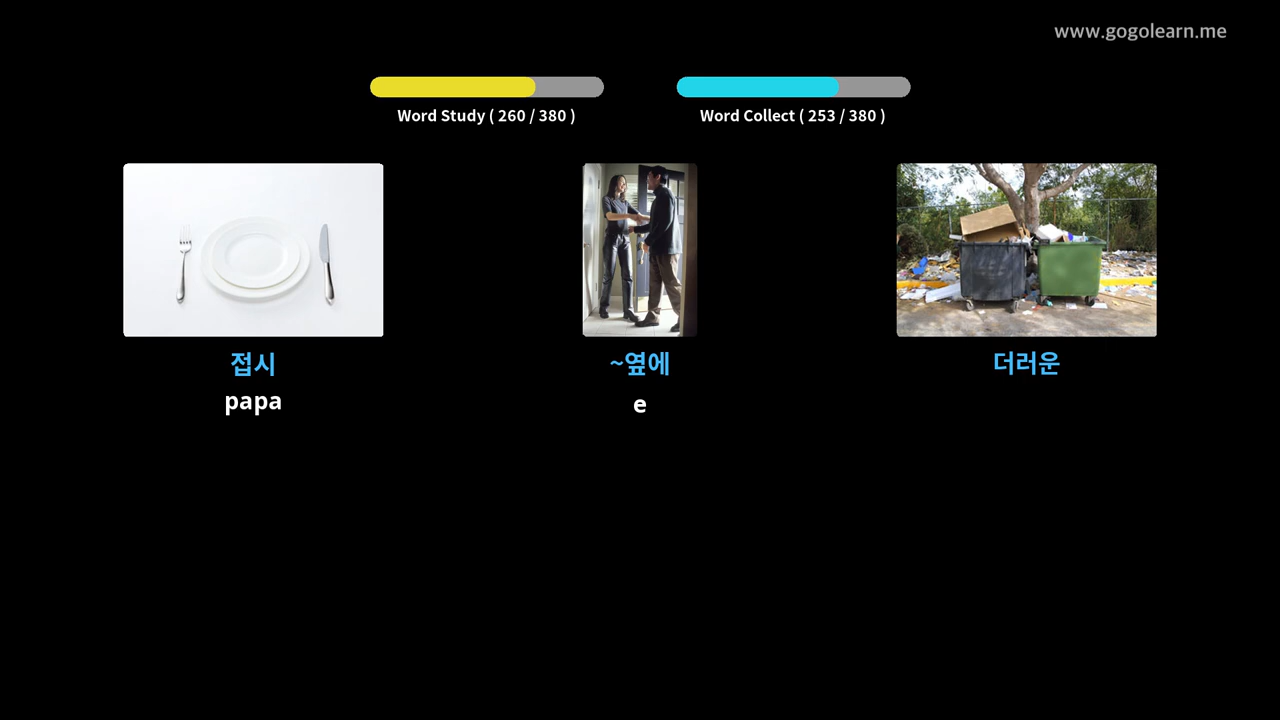 www.gogolearn.me
Word Study ( 260 / 380 )
Word Collect ( 253 / 380 )
접시
~옆에
더러운
papa
e